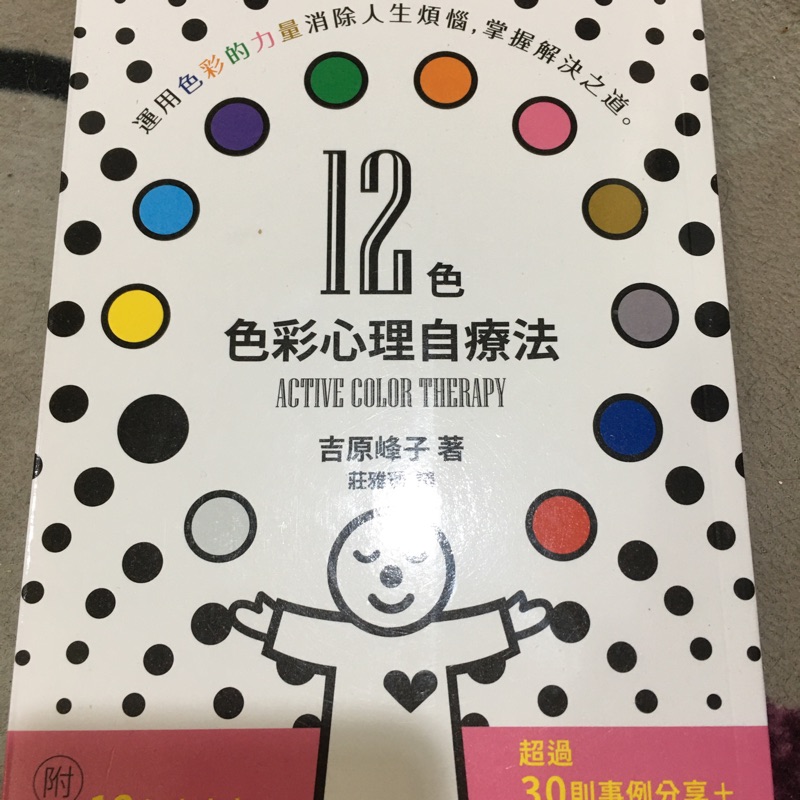 運用色彩的力量消除人生煩惱，掌握解決之道。
12色
色彩心理自療法
ACTIVE COLOR THERAPY
吉原峰子 著
莊雅
附
超過
30則事例分享＋